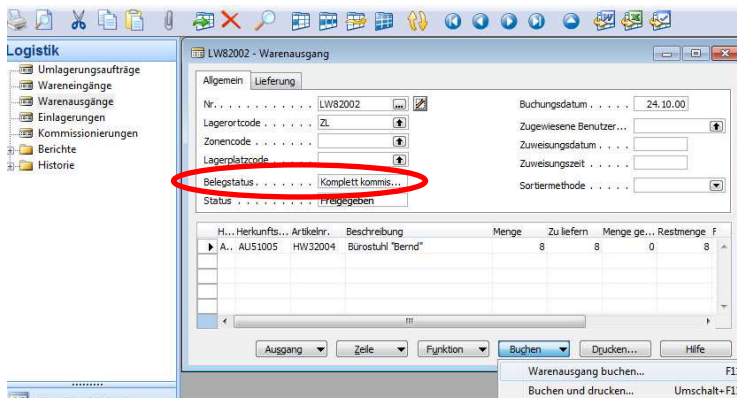 Logistik
Umlagerungsaufträge
Wareneingänge
Warenausgänge
Einlagerungen
Kommissionierungen
Berichte
Historie
LW82002 - Warenausgang
Allgemein Lieferung
Nr. . . . . . . . . . . . . LW82002 ...
Buchungsdatum . . . . . 24.10.00
Lagerortcode . . . . . . . ZL
Zugewiesene Benutzer...
Zonencode . . . . . . . . .
Zuweisungsdatum . . . .
Lagerplatzcode . . . . . .
Zuweisungszeit . . . . .
Belegstatus . . . . . . . Komplett kommis...
Sortiermethode . . . . .
Status . . . . . . . . . Freigegeben
H... Herkunfts... Artikelnr. Beschreibung Menge Zu liefern Menge ge... Restmenge F
A.. AU51005 HW32004 Bürostuhl "Bernd" 8 8 0 8
Ausgang Zeile Funktion Buchen Drucken... Hilfe
Warenausgang buchen...
Buchen und drucken... Umschalt+F1